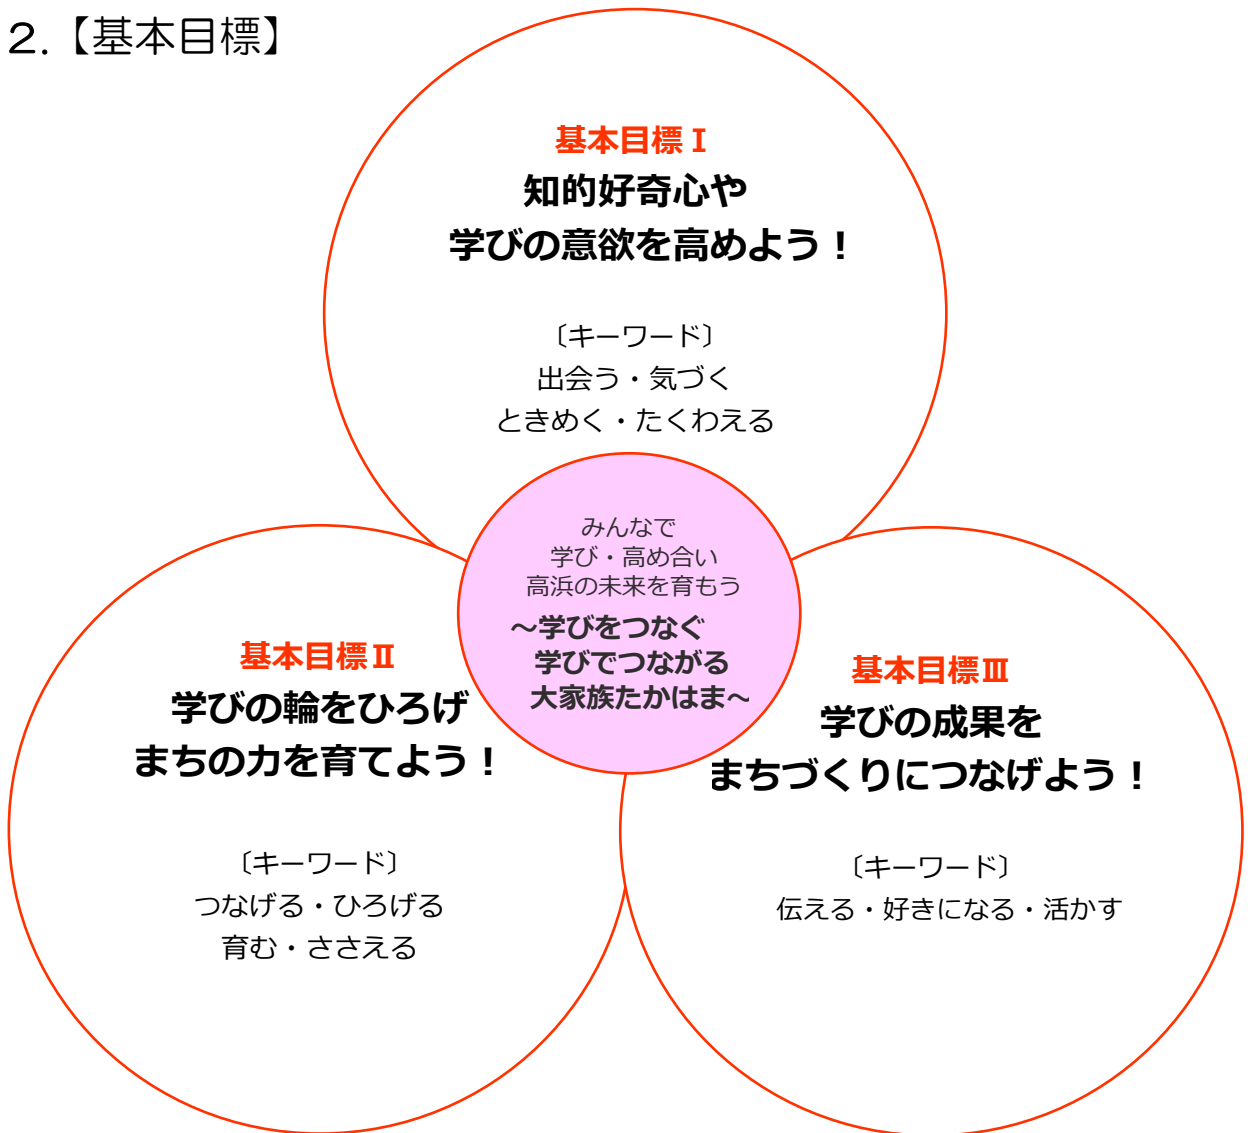 2.【基本目標】
基本目標Ⅰ
知的好奇心や
学びの意欲を高めよう！
〔キーワード〕
出会う・気づく
ときめく・たくわえる
みんなで
学び・高め合い
高浜の未来を育もう
～学びをつなぐ
学びでつながる
大家族たかはま～
基本目標Ⅱ
学びの輪をひろげ
まちの力を育てよう！
〔キーワード〕
つなげる・ひろげる
育む・ささえる
基本目標Ⅲ
学びの成果を
まちづくりにつなげよう！
〔キーワード〕
伝える・好きになる・活かす